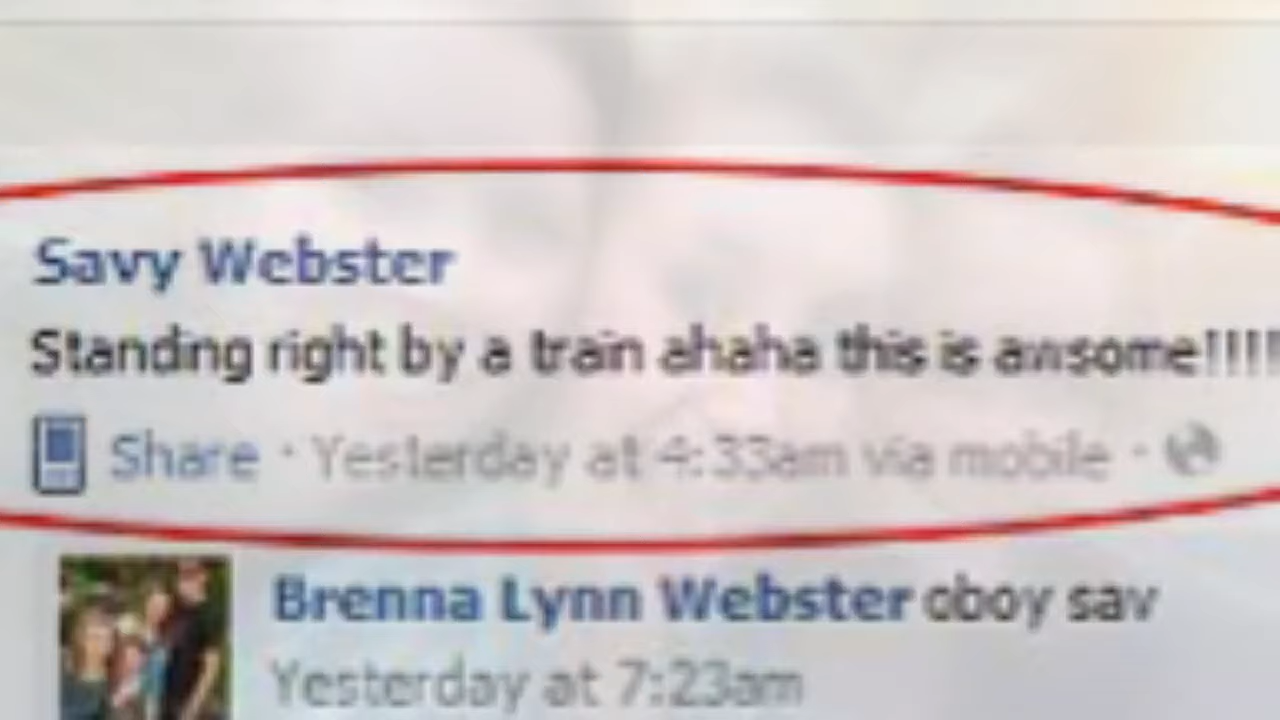 Savy Webster
Standing right by a train ahaha this is awsome!!!!
Share · Yesterday at 4:33am via mobile ·
Brenna Lynn Webster oboy sav
Yesterday at 7:23am